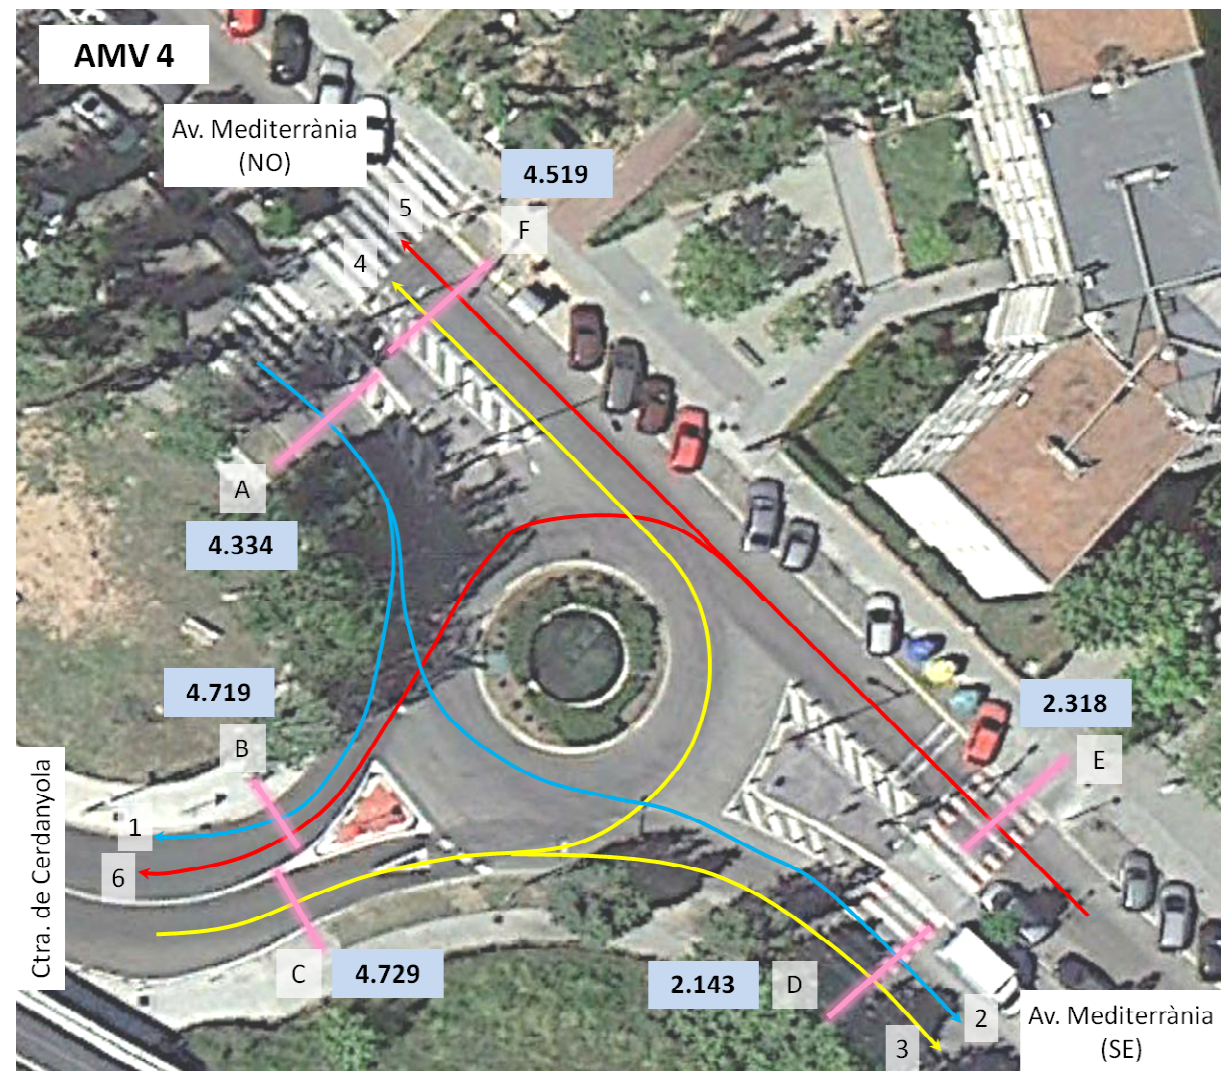 AMV 4
Av. Mediterrània
(NO)
4.519
5
F
4
A
4.334
4.719
B
2.318
E
1
6
Ctra. de Cerdanyola
C
4.729
2.143
D
2
3
Av. Mediterrània
(SE)